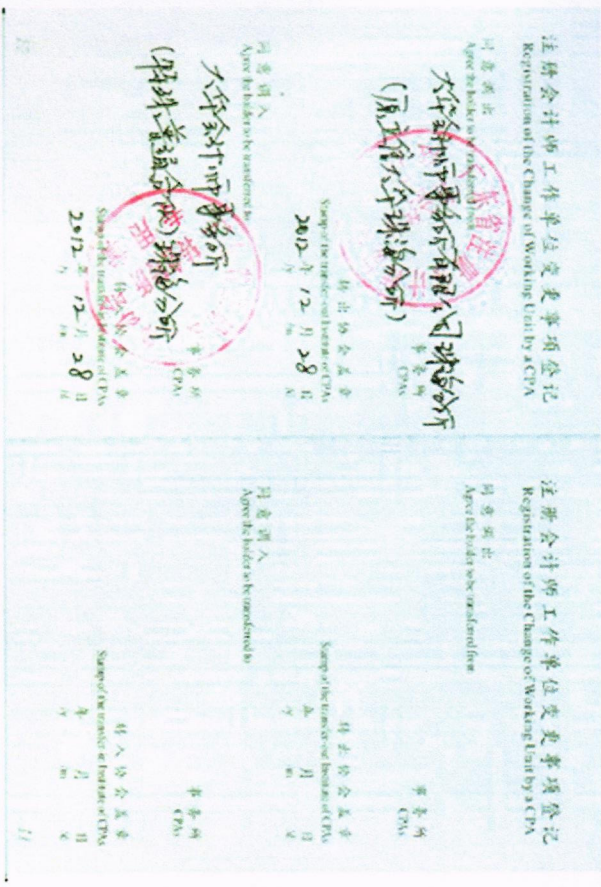 注册会计师工作单位变更事项登记
Registration of the Change of Working Unit by a CPA
同意调出
Agree the holder to be transferred from
大华会计师事务所有限公司珠海分所
(原立信大华珠海分所)
事务所
CPAs
转出协会盖章
Stamp of the transfer-out Institute of CPAs
2012年12月28日
y m d
同意调入
Agree the holder to be transferred to
大华会计师事务所
(特殊普通合伙)珠海分所
事务所
CPAs
转入协会盖章
Stamp of the transfer-in Institute of CPAs
2012年12月28日
y m d
注册会计师工作单位变更事项登记
Registration of the Change of Working Unit by a CPA
同意调出
Agree the holder to be transferred from
事务所
CPAs
转出协会盖章
Stamp of the transfer-out Institute of CPAs
年 月 日
y m d
同意调入
Agree the holder to be transferred to
事务所
CPAs
转入协会盖章
Stamp of the transfer-in Institute of CPAs
年 月 日
y m d
11